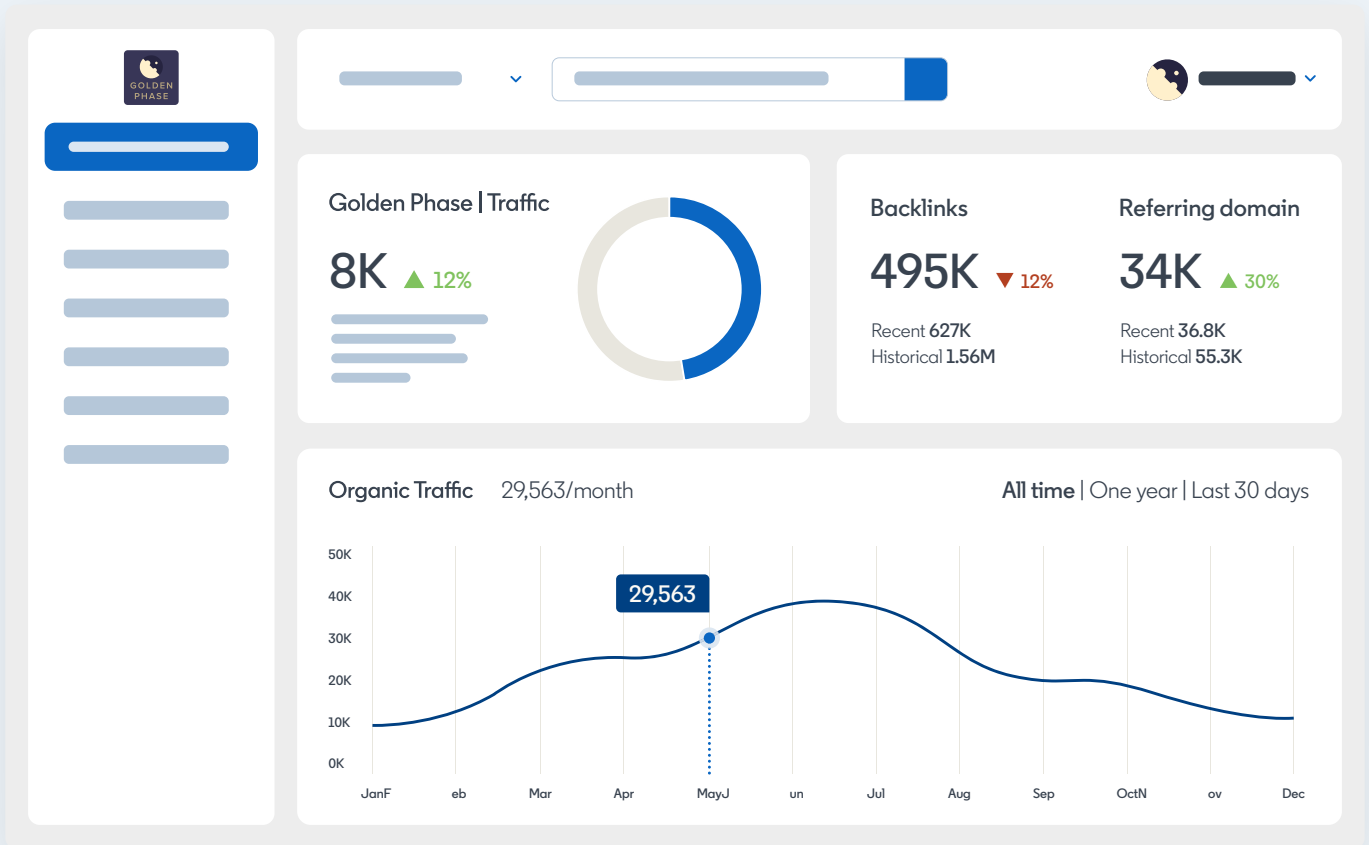 GOLDEN
PHASE
Golden Phase | Traffic
8K 12%
Backlinks
495K 12%
Recent 627K
Historical 1.56M
Referring domain
34K 30%
Recent 36.8K
Historical 55.3K
Organic Traffic 29,563/month
All time | One year | Last 30 days
50K
40K
30K
20K
10K
0K
29,563
JanF eb Mar Apr MayJ un Jul Aug Sep OctN ov Dec